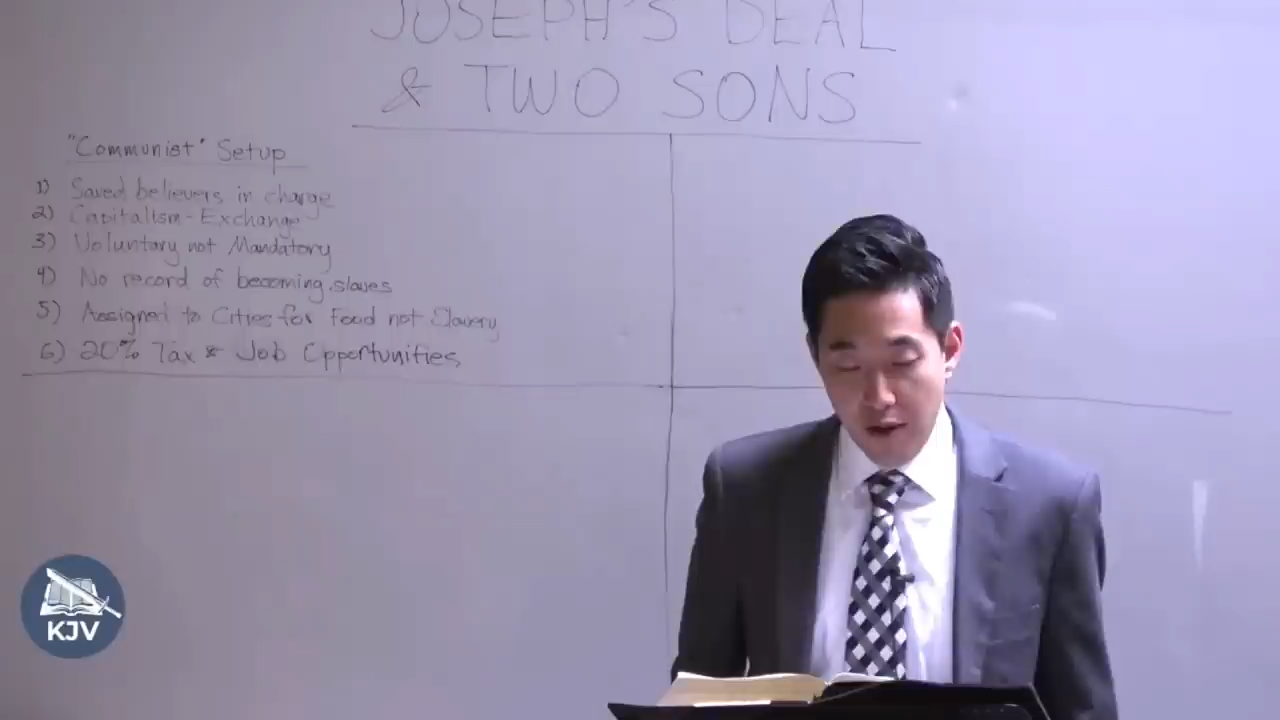 JOSEPH'S DEAL
& TWO SONS
"Communist" Setup
1) Saved believers in charge
2) Capitalism - Exchange
3) Voluntary not Mandatory
4) No record of becoming slaves
5) Assigned to Cities for Food not Slavery
6) 20% Tax & Job Opportunities
KJV